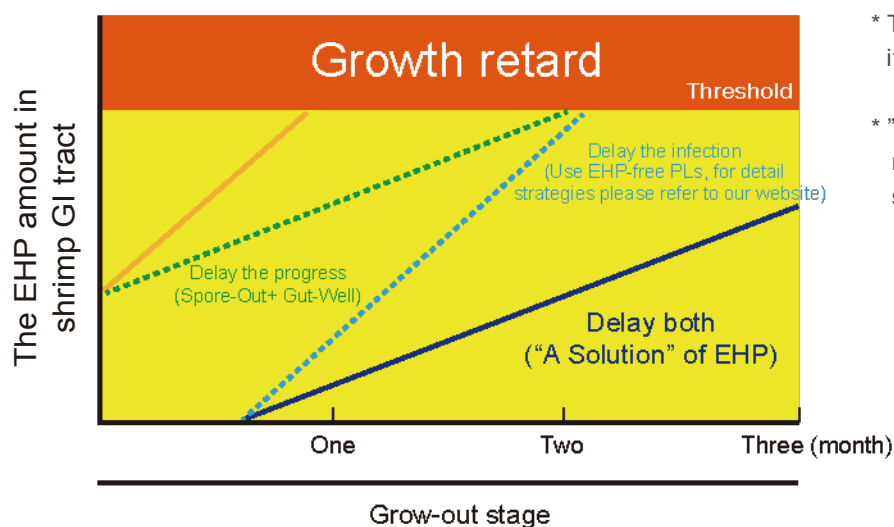 Growth retard
Threshold
The EHP amount in
shrimp GI tract
Delay the infection
(Use EHP-free PLs, for detail
strategies please refer to our website)
Delay the progress
(Spore-Out+ Gut-Well)
Delay both
("A Solution" of EHP)
One Two Three (month)
Grow-out stage
* T
i
* "